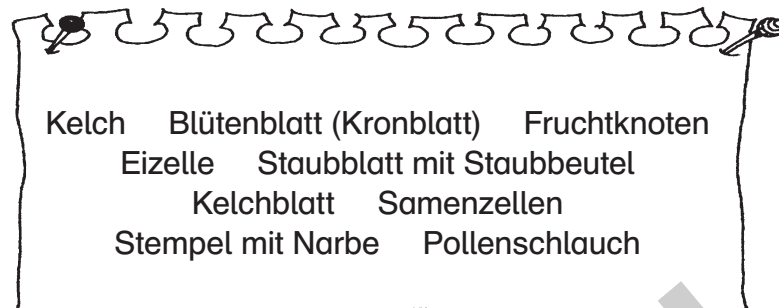 Kelch Blütenblatt (Kronblatt) Fruchtknoten
Eizelle Staubblatt mit Staubbeutel
Kelchblatt Samenzellen
Stempel mit Narbe Pollenschlauch